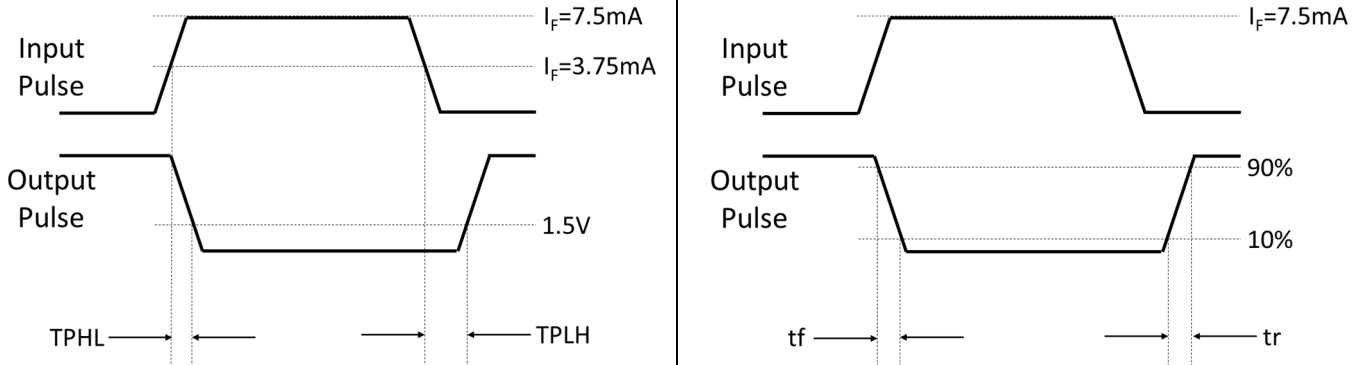 I_F=7.5mA
Input
Pulse
I_F=3.75mA
Output
Pulse
1.5V
TPHL
TPLH
I_F=7.5mA
Input
Pulse
90%
Output
Pulse
10%
tf
tr